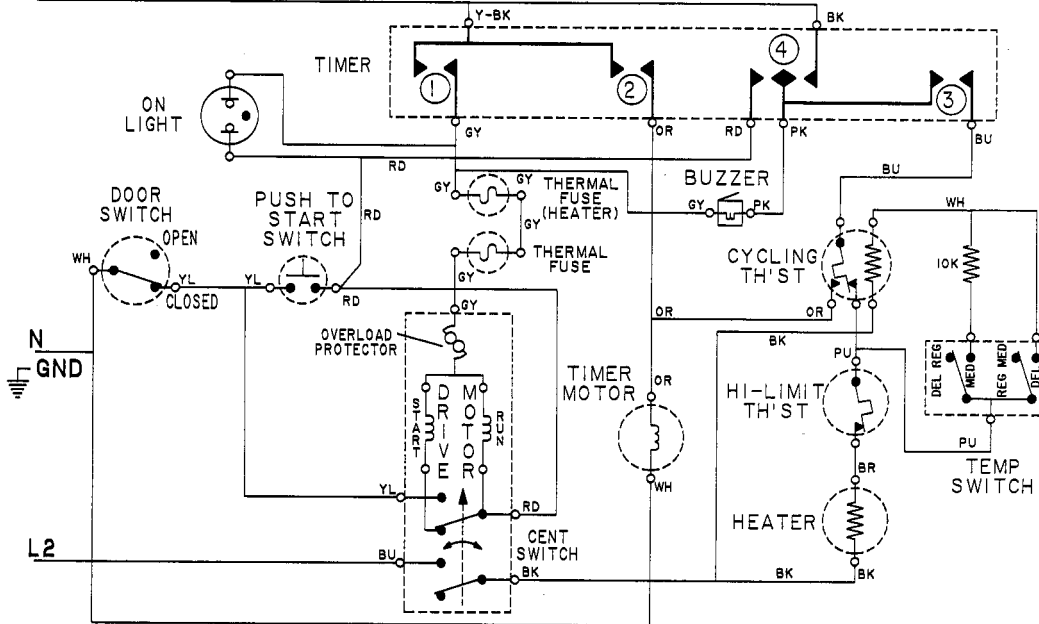 Y-BK
BK
TIMER
4
1
2
3
ON
LIGHT
GY
OR
RD
PK
BU
RD
BU
DOOR
SWITCH
OPEN
PUSH TO
START
SWITCH
RD
GY
GY
THERMAL
FUSE
(HEATER)
BUZZER
GY
PK
WH
GY
THERMAL
FUSE
CYCLING
TH'ST
10K
WH
YL
CLOSED
YL
RD
GY
GY
OR
OR
BK
N
GND
OVERLOAD
PROTECTOR
TIMER
MOTOR
OR
PU
HI-LIMIT
TH'ST
DEL REG
MED
REG MED
DEL
START
DRIVE
MOTOR
RUN
PU
TEMP
SWITCH
BR
YL
WH
RD
HEATER
CENT
SWITCH
L2
BU
BK
BK
BK